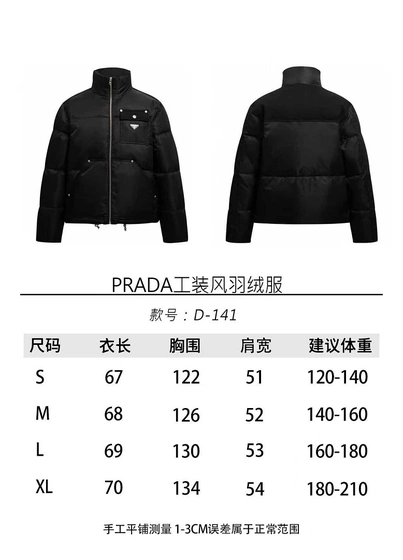 PRADA工装风羽绒服
款号：D-141
尺码 衣长 胸围 肩宽 建议体重
S 67 122 51 120-140
M 68 126 52 140-160
L 69 130 53 160-180
XL 70 134 54 180-210
手工平铺测量 1-3CM误差属于正常范围